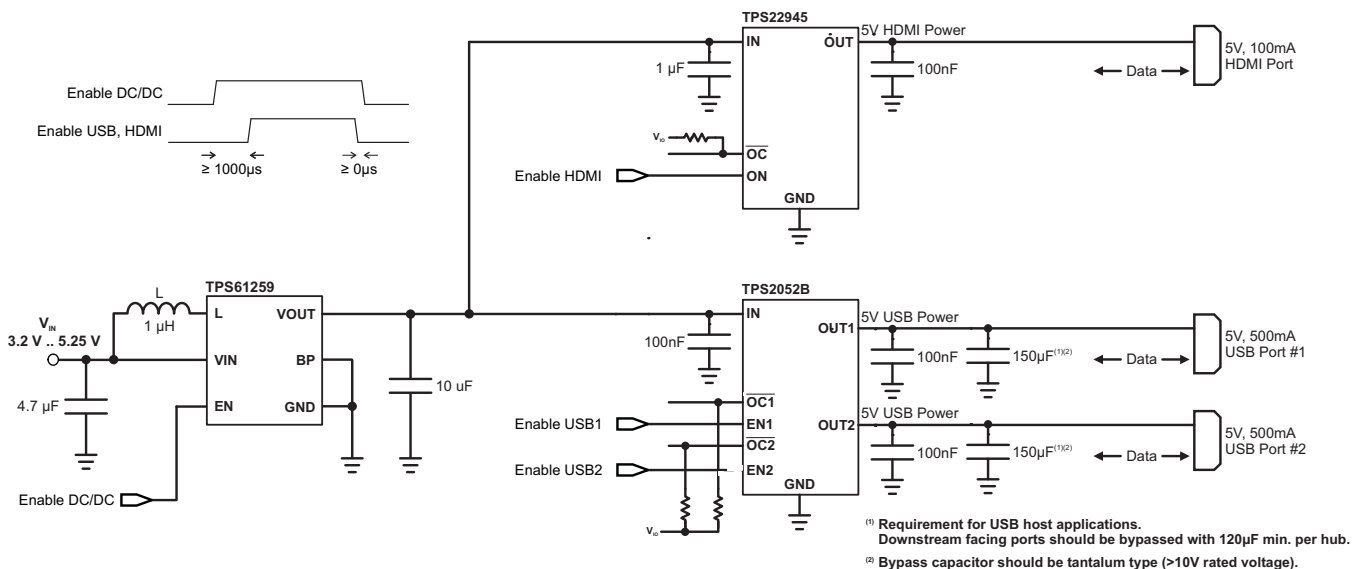 TPS22945
IN
OUT
5V HDMI Power
1 µF
100nF
5V, 100mA
HDMI Port
Data
Enable DC/DC
Enable USB, HDMI
≥ 1000µs
≥ 0µs
V_IO
OC
ON
Enable HDMI
GND
TPS61259
L
1 µH
L
VOUT
V_IN
3.2 V .. 5.25 V
VIN
BP
EN
GND
4.7 µF
10 uF
Enable DC/DC
TPS2052B
IN
100nF
OUT1
5V USB Power
100nF
150µF⁽¹⁾⁽²⁾
Data
5V, 500mA
USB Port #1
OC1
Enable USB1
EN1
OC2
Enable USB2
EN2
OUT2
5V USB Power
100nF
150µF⁽¹⁾⁽²⁾
Data
5V, 500mA
USB Port #2
GND
V_IO
⁽¹⁾ Requirement for USB host applications.
Downstream facing ports should be bypassed with 120µF min. per hub.
⁽²⁾ Bypass capacitor should be tantalum type (>10V rated voltage).